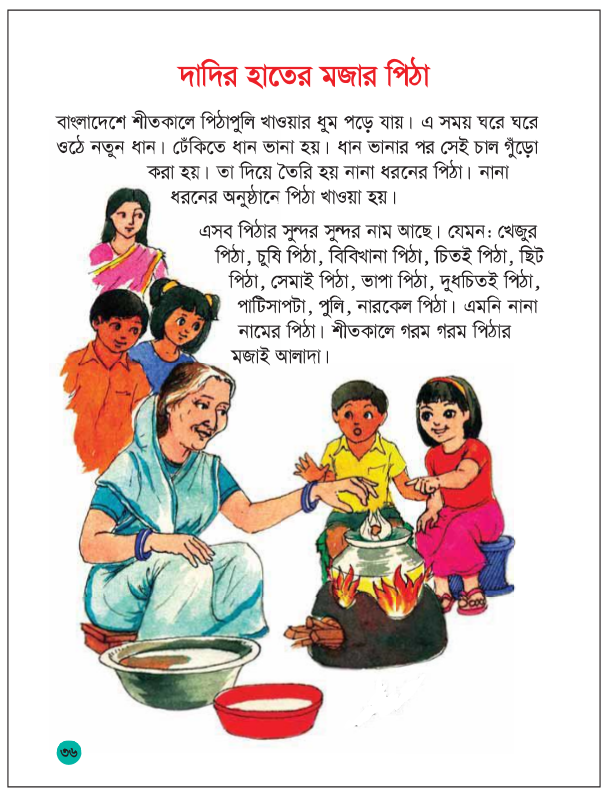 দাদির হাতের মজার পিঠা
বাংলাদেশে শীতকালে পিঠাপুলি খাওয়ার ধুম পড়ে যায়। এ সময় ঘরে ঘরে
ওঠে নতুন ধান। ঢেঁকিতে ধান ভানা হয়। ধান ভানার পর সেই চাল গুঁড়ো
করা হয়। তা দিয়ে তৈরি হয় নানা ধরনের পিঠা। নানা
ধরনের অনুষ্ঠানে পিঠা খাওয়া হয়।
এসব পিঠার সুন্দর সুন্দর নাম আছে। যেমন: খেজুর
পিঠা, চুষি পিঠা, বিবিখানা পিঠা, চিতই পিঠা, ছিট
পিঠা, সেমাই পিঠা, ভাপা পিঠা, দুধচিতই পিঠা,
পাটিসাপটা, পুলি, নারকেল পিঠা। এমনি নানা
নামের পিঠা। শীতকালে গরম গরম পিঠার
মজাই আলাদা।
৩৬